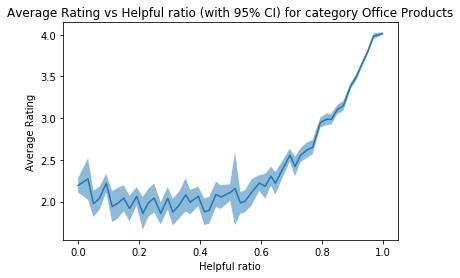 Average Rating vs Helpful ratio (with 95% CI) for category Office Products
Average Rating
4.0
3.5
3.0
2.5
2.0
0.0 0.2 0.4 0.6 0.8 1.0
Helpful ratio